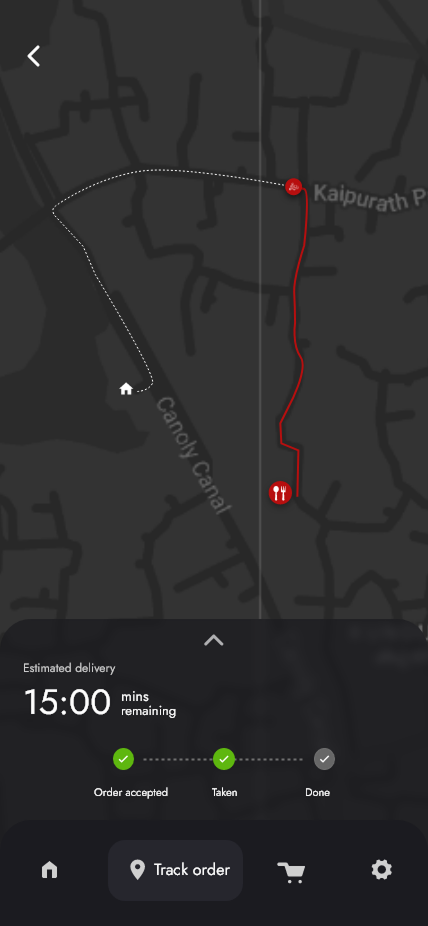 Kaipurath P
Canoly Canal
Estimated delivery
15:00 mins
remaining
Order accepted Taken Done
Track order